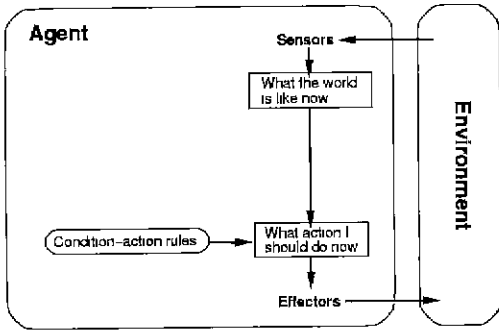 Agent
Sensors
What the world
is like now
Environment
Condition–action rules
What action I
should do now
Effectors